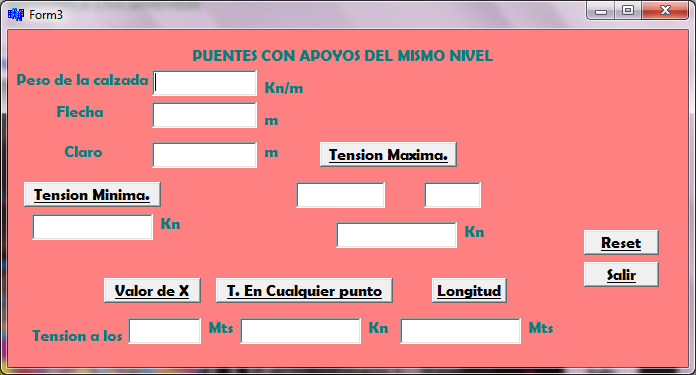 Form3
PUENTES CON APOYOS DEL MISMO NIVEL
Peso de la calzada Kn/m
Flecha m
Claro m Tension Maxima.
Tension Minima.
Kn Kn
Reset
Salir
Valor de X T. En Cualquier punto Longitud
Tension a los Mts Kn Mts